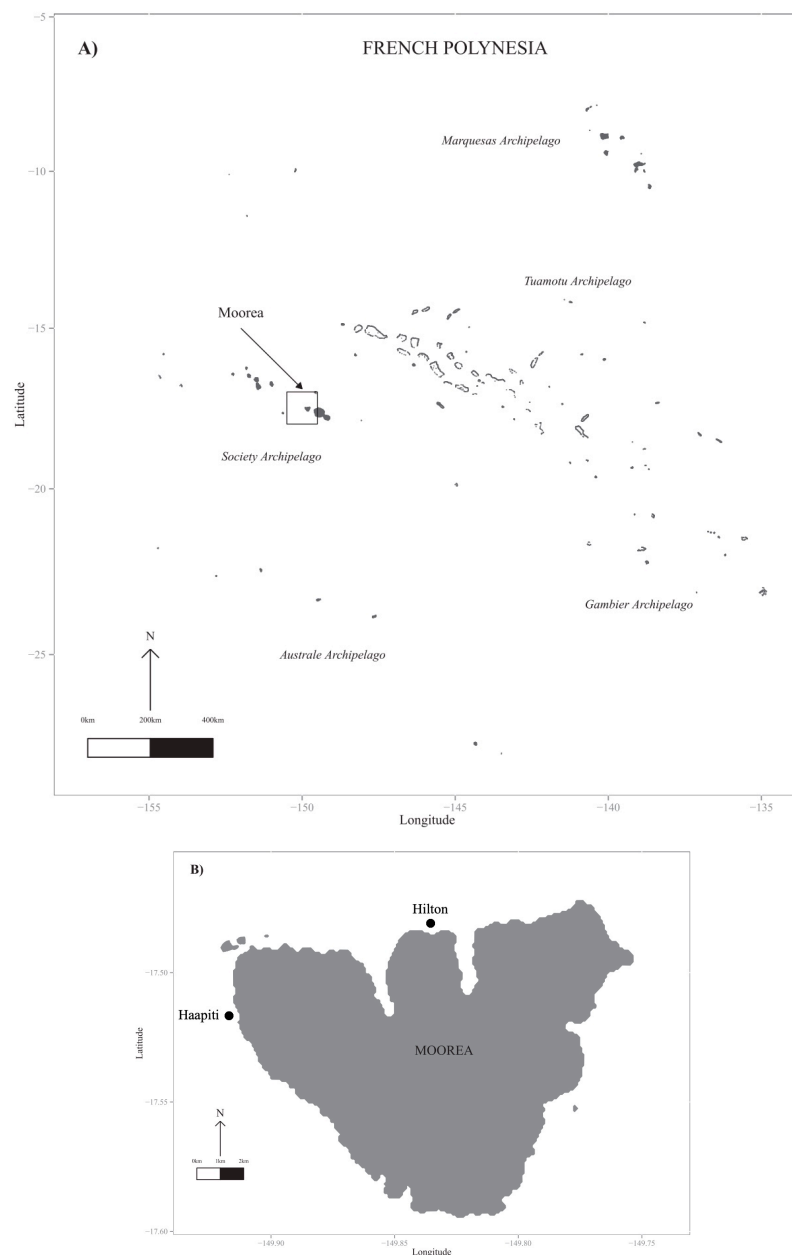 A)
FRENCH POLYNESIA
−5
Marquesas Archipelago
−10
Tuamotu Archipelago
Moorea
−15
Latitude
Society Archipelago
−20
Gambier Archipelago
N
Australe Archipelago
−25
0km 200km 400km
−155 −150 −145 −140 −135
Longitude
B)
Hilton
−17.50
Haapiti
MOOREA
Latitude
−17.55
N
0km 1km 2km
−17.60
−149.90 −149.85 −149.80 −149.75
Longitude